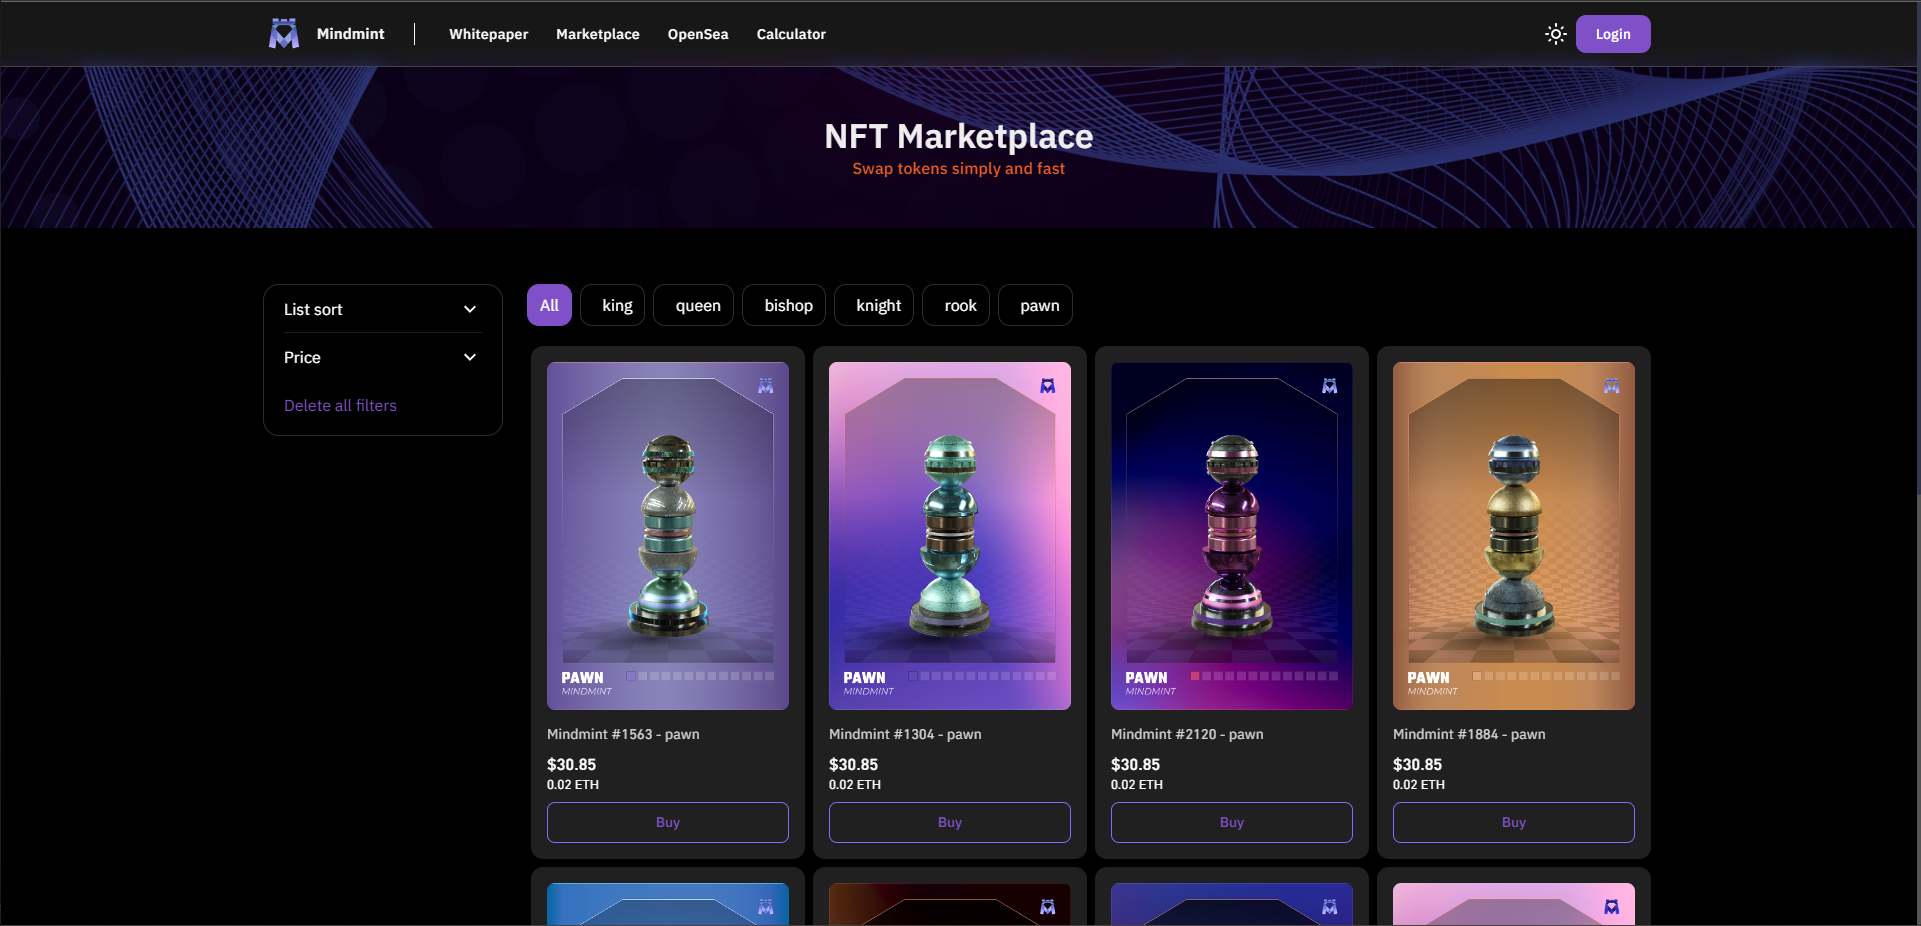 Mindmint
Whitepaper
Marketplace
OpenSea
Calculator
Login
NFT Marketplace
Swap tokens simply and fast
List sort
Price
Delete all filters
All
king
queen
bishop
knight
rook
pawn
PAWN
MINDMINT
Mindmint #1563 - pawn
$30.85
0.02 ETH
Buy
PAWN
MINDMINT
Mindmint #1304 - pawn
$30.85
0.02 ETH
Buy
PAWN
MINDMINT
Mindmint #2120 - pawn
$30.85
0.02 ETH
Buy
PAWN
MINDMINT
Mindmint #1884 - pawn
$30.85
0.02 ETH
Buy